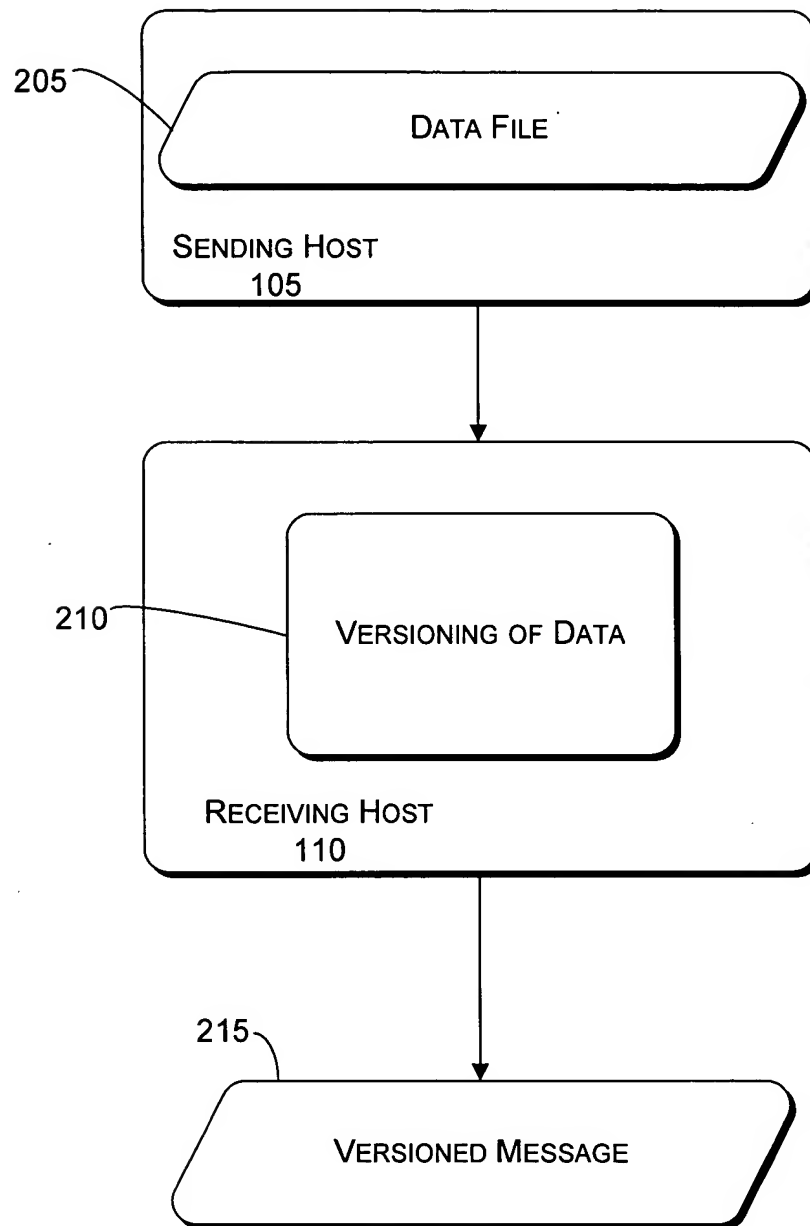 205
DATA FILE
SENDING HOST
105
210
VERSIONING OF DATA
RECEIVING HOST
110
215
VERSIONED MESSAGE